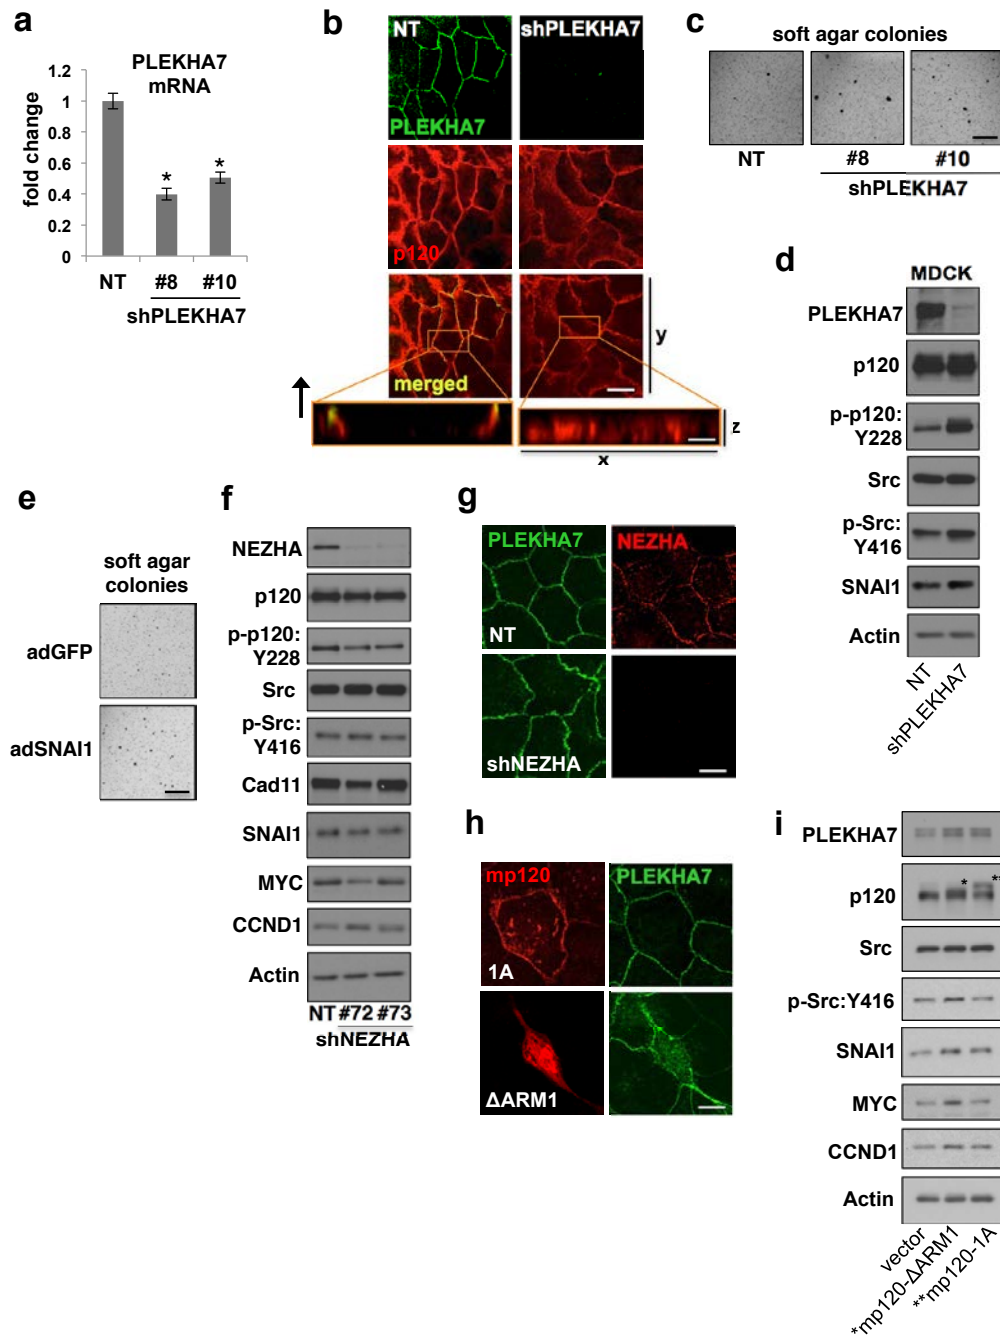 a
PLEKHA7
mRNA
fold change
1.2
1
0.8
0.6
0.4
0.2
0
*
*
NT
#8
#10
shPLEKHA7
b
NT
shPLEKHA7
PLEKHA7
p120
merged
y
z
x
c
soft agar colonies
NT
#8
#10
shPLEKHA7
d
MDCK
PLEKHA7
p120
p-p120:
Y228
Src
p-Src:
Y416
SNAI1
Actin
NT
shPLEKHA7
e
soft agar
colonies
adGFP
adSNAI1
f
NEZHA
p120
p-p120:
Y228
Src
p-Src:
Y416
Cad11
SNAI1
MYC
CCND1
Actin
NT #72 #73
shNEZHA
g
PLEKHA7
NEZHA
NT
shNEZHA
h
mp120
PLEKHA7
1A
ΔARM1
i
PLEKHA7
p120
*
**
Src
p-Src:Y416
SNAI1
MYC
CCND1
Actin
vector
*mp120-ΔARM1
**mp120-1A